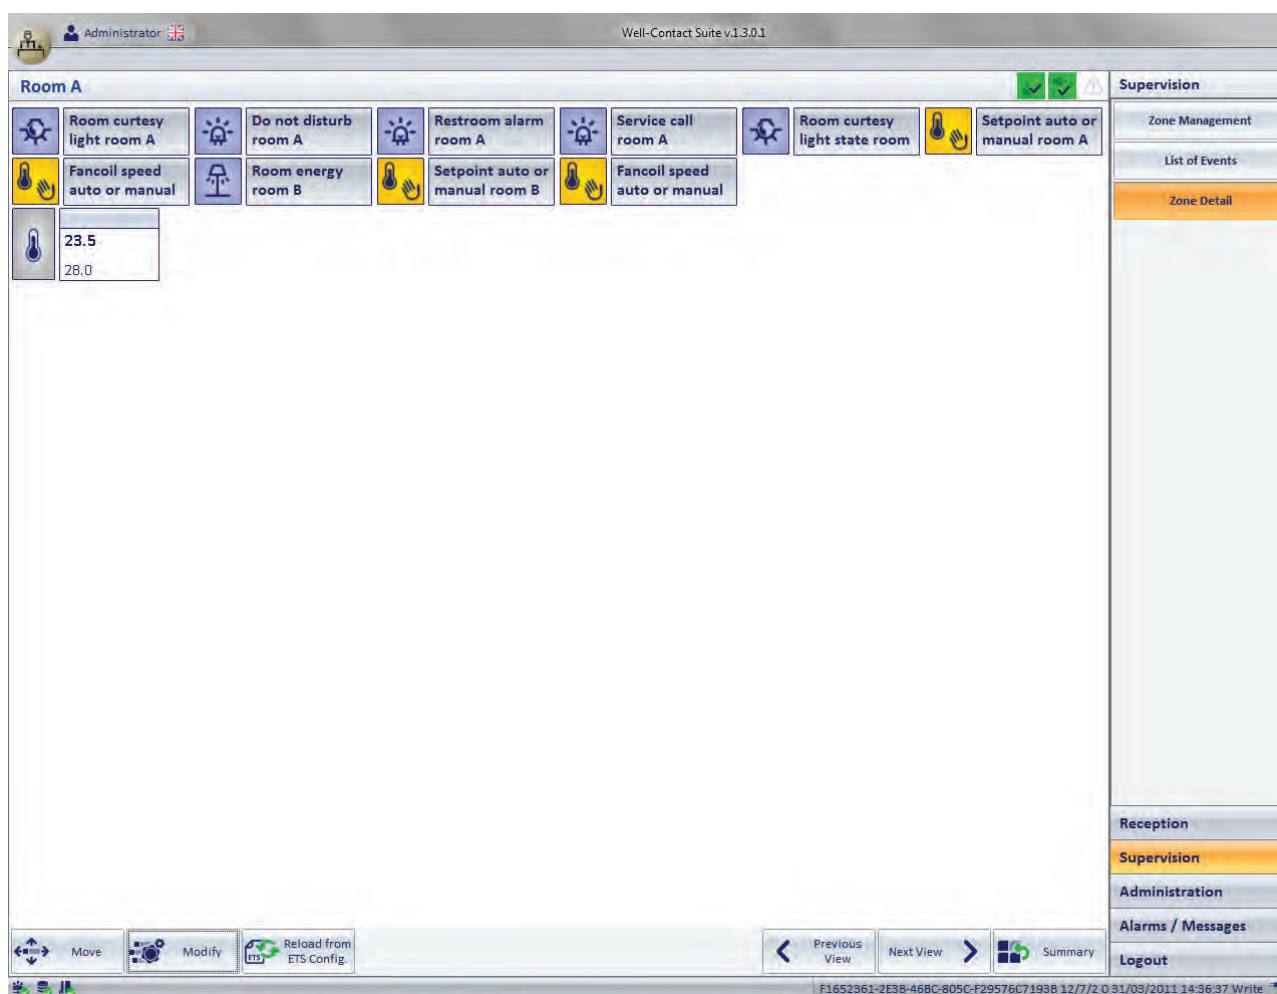 Administrator
Well-Contact Suite v.1.3.0.1
Room A
Supervision
Room curtesy
light room A
Do not disturb
room A
Restroom alarm
room A
Service call
room A
Room curtesy
light state room
Setpoint auto or
manual room A
Fancoil speed
auto or manual
Room energy
room B
Setpoint auto or
manual room B
Fancoil speed
auto or manual
23.5
28.0
Zone Management
List of Events
Zone Detail
Reception
Supervision
Administration
Alarms / Messages
Logout
Move
Modify
ETS
Reload from
ETS Config.
Previous
View
Next View
Summary
F1652361-2E3B-46BC-805C-F29576C7193B 12/7/2 0 31/03/2011 14:36:37 Write